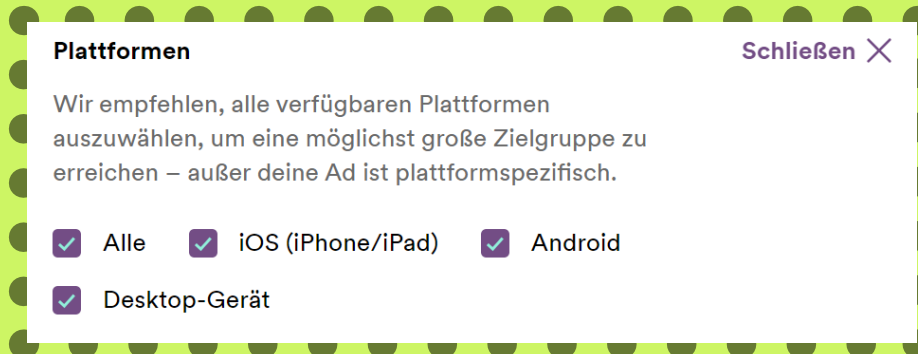 Plattformen
Schließen
Wir empfehlen, alle verfügbaren Plattformen
auszuwählen, um eine möglichst große Zielgruppe zu
erreichen – außer deine Ad ist plattformspezifisch.
Alle iOS (iPhone/iPad) Android
Desktop-Gerät